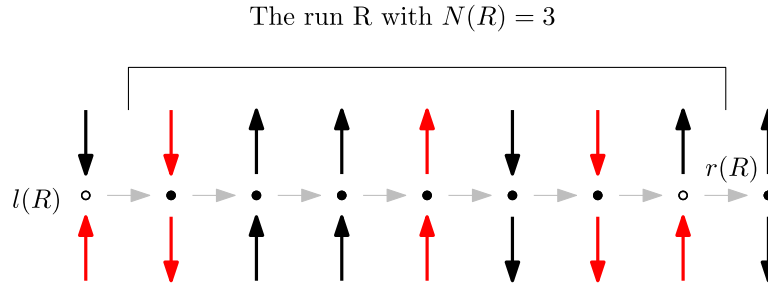 The run R with N(R) = 3
r(R)
l(R)